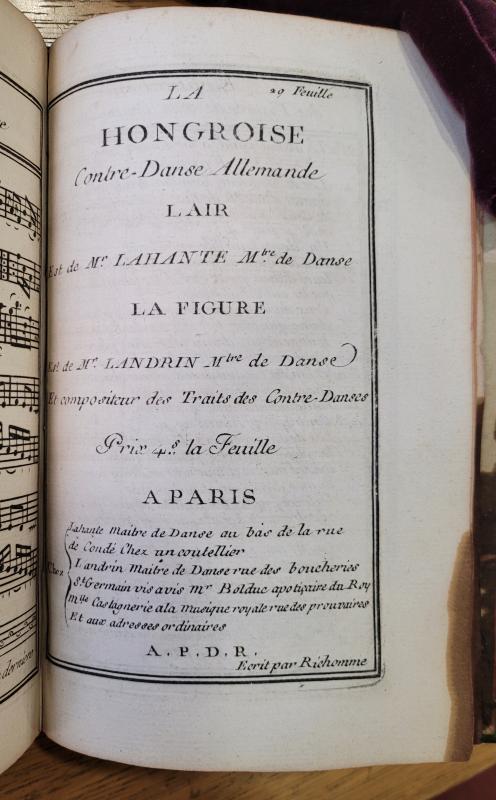 LA 29 Feuille
HONGROISE
Contre-Danse Allemande
LAIR
Est de Mr. LAHANTE Mtre. de Danse
LA FIGURE
Est de Mr. LANDRIN Mtre de Danse
Et compositeur des Traits des Contre-Danses
Prix 4s. la Feuille
A PARIS
Chez
Lahante Maitre de Danse au bas de la rue
de Condé Chez un coutellier
Landrin Maitre de Danse rue des boucheries
St. Germain vis avis mr Bolduc apoticaire du Roy
mlle Castagnerie ala musique royale rue des prouvaires
Et aux adresses ordinaires
A. P. D. R.
Ecrit par Richomme